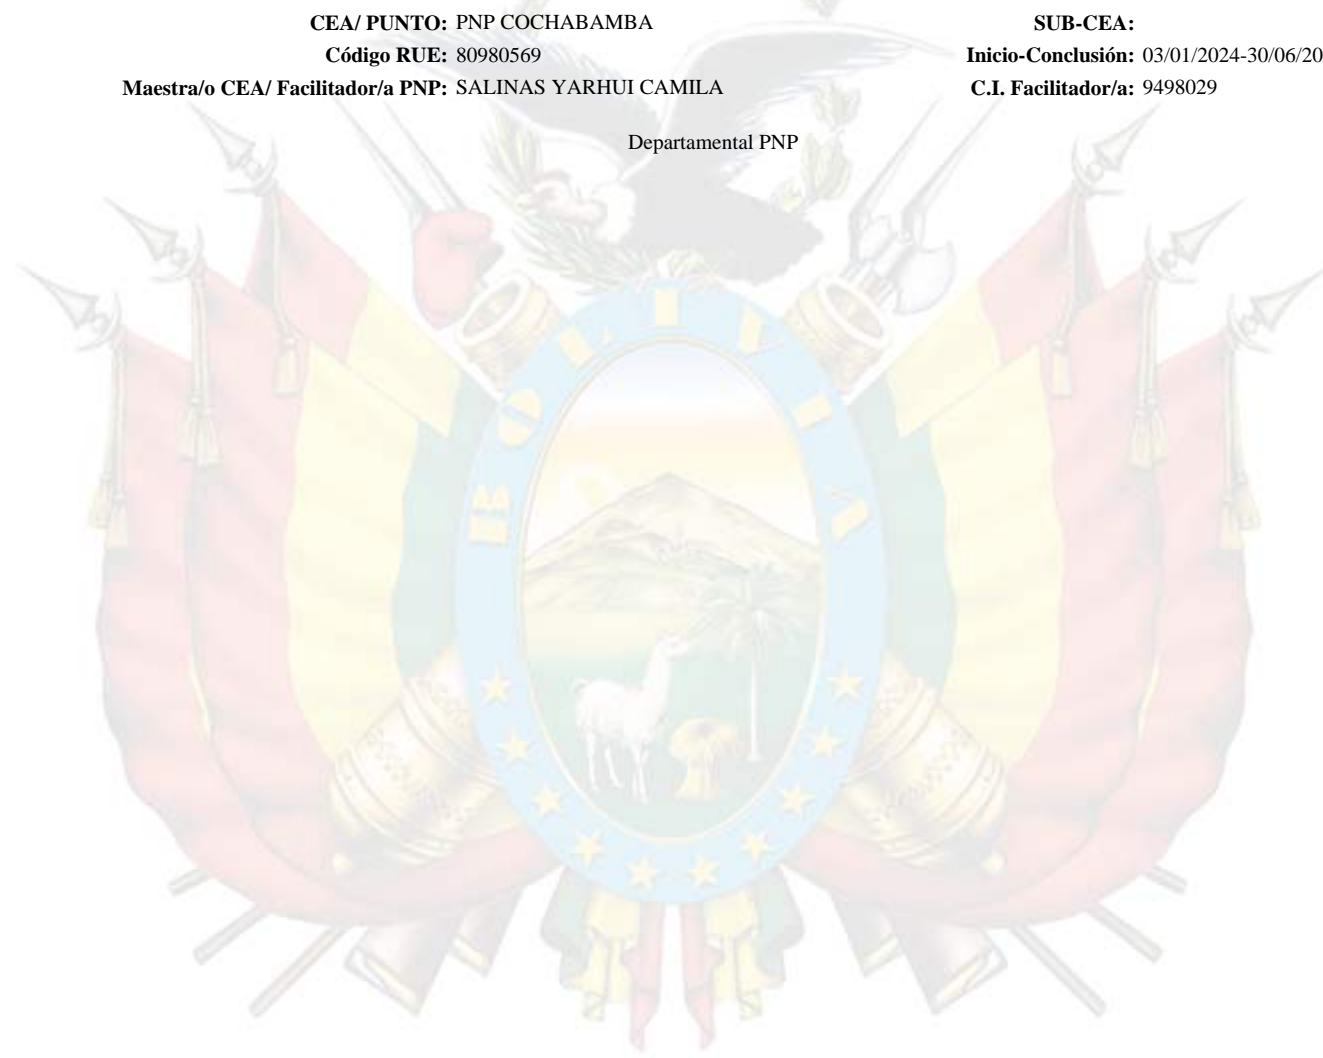 CEA/ PUNTO: PNP COCHABAMBA SUB-CEA:
Código RUE: 80980569 Inicio-Conclusión: 03/01/2024-30/06/20
Maestra/o CEA/ Facilitador/a PNP: SALINAS YARHUI CAMILA C.I. Facilitador/a: 9498029
Departamental PNP
BOLIVIA